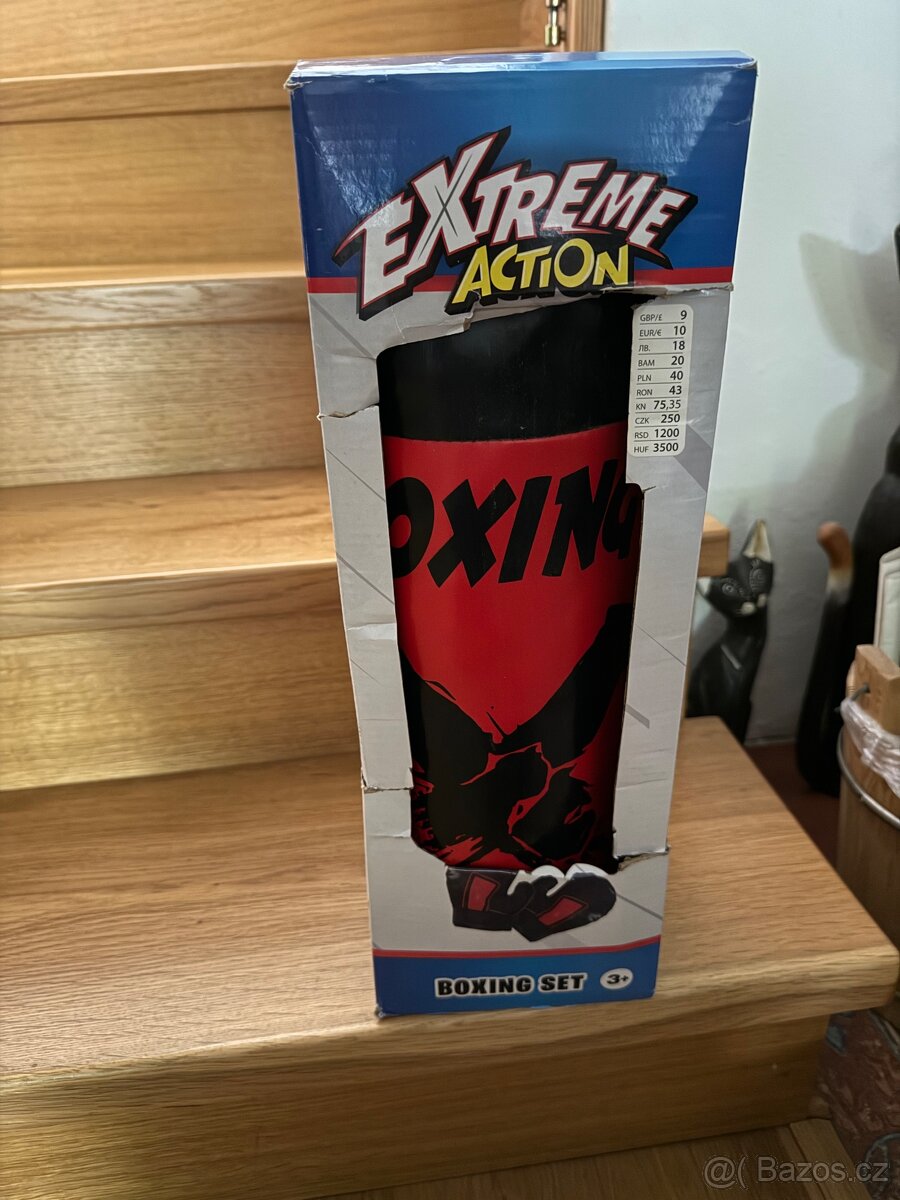 EXTREME
ACTION
GBP/£ 9
EUR/€ 10
ЛВ. 18
BAM 20
PLN 40
RON 43
KN 75,35
CZK 250
RSD 1200
HUF 3500
OXING
BOXING SET 3+
@( Bazos.cz